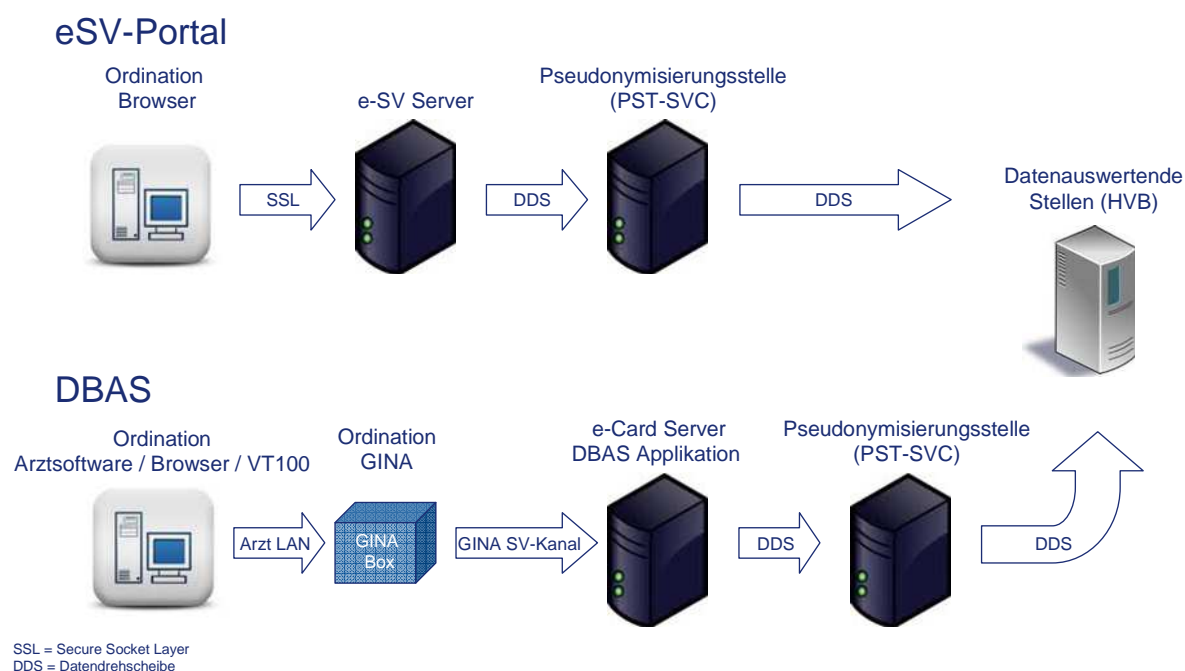 eSV-Portal
Ordination
Browser
e-SV Server
Pseudonymisierungsstelle
(PST-SVC)
Datenauswertende
Stellen (HVB)
SSL
DDS
DDS
DBAS
Ordination
Arztsoftware / Browser / VT100
Ordination
GINA
e-Card Server
DBAS Applikation
Pseudonymisierungsstelle
(PST-SVC)
Arzt LAN
GINA
Box
GINA SV-Kanal
DDS
DDS
SSL = Secure Socket Layer
DDS = Datendrehscheibe